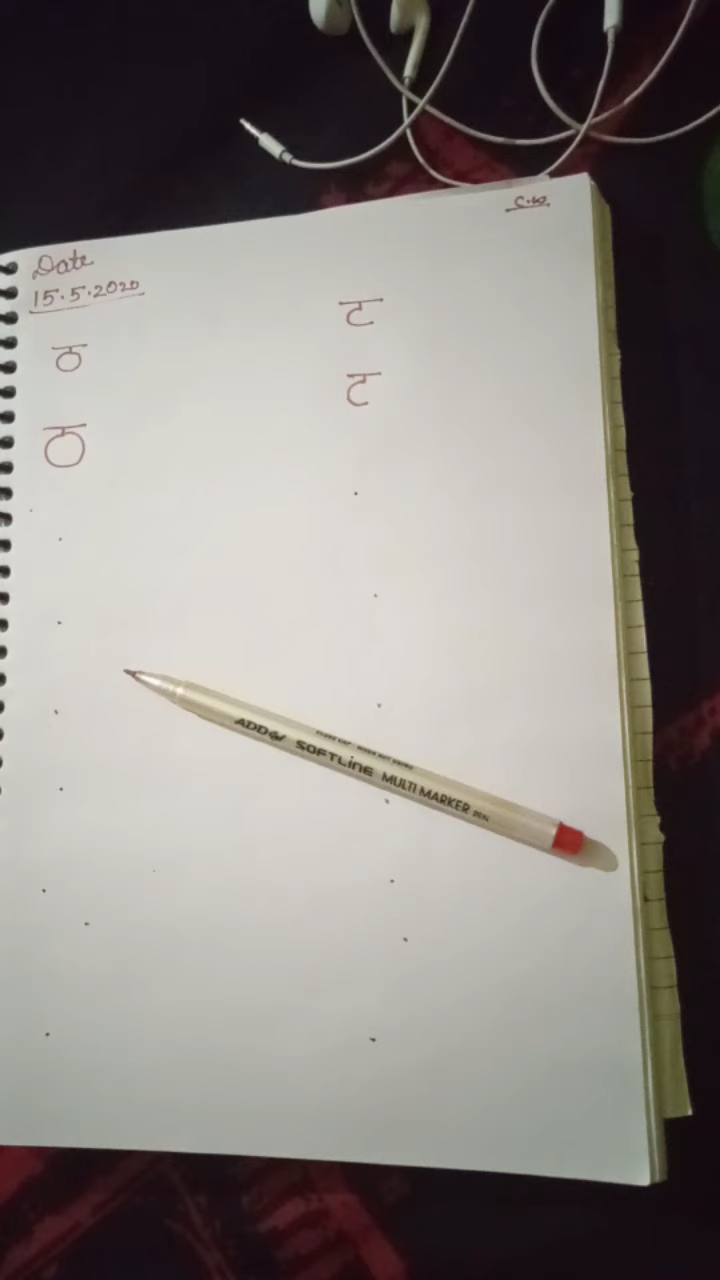 C.W
Date
15.5.2020
ट
ठ
ट
ठ
ADD Gel SOFTLINE MULTI MARKER PEN